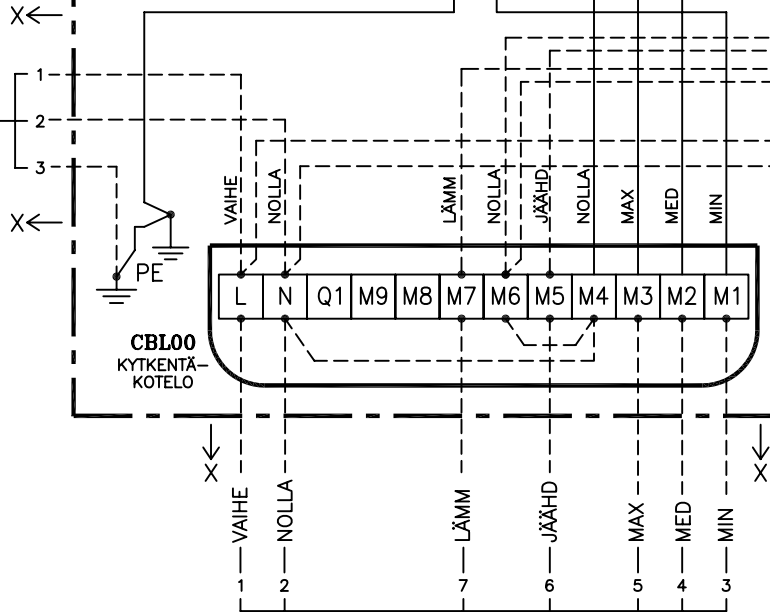 X
1
2
3
X
VAIHE NOLLA LÄMM NOLLA JÄÄHD NOLLA MAX MED MIN
PE
L N Q1 M9 M8 M7 M6 M5 M4 M3 M2 M1
CBL00
KYTKENTÄ-
KOTELO
X X
VAIHE NOLLA LÄMM JÄÄHD MAX MED MIN
1 2 7 6 5 4 3